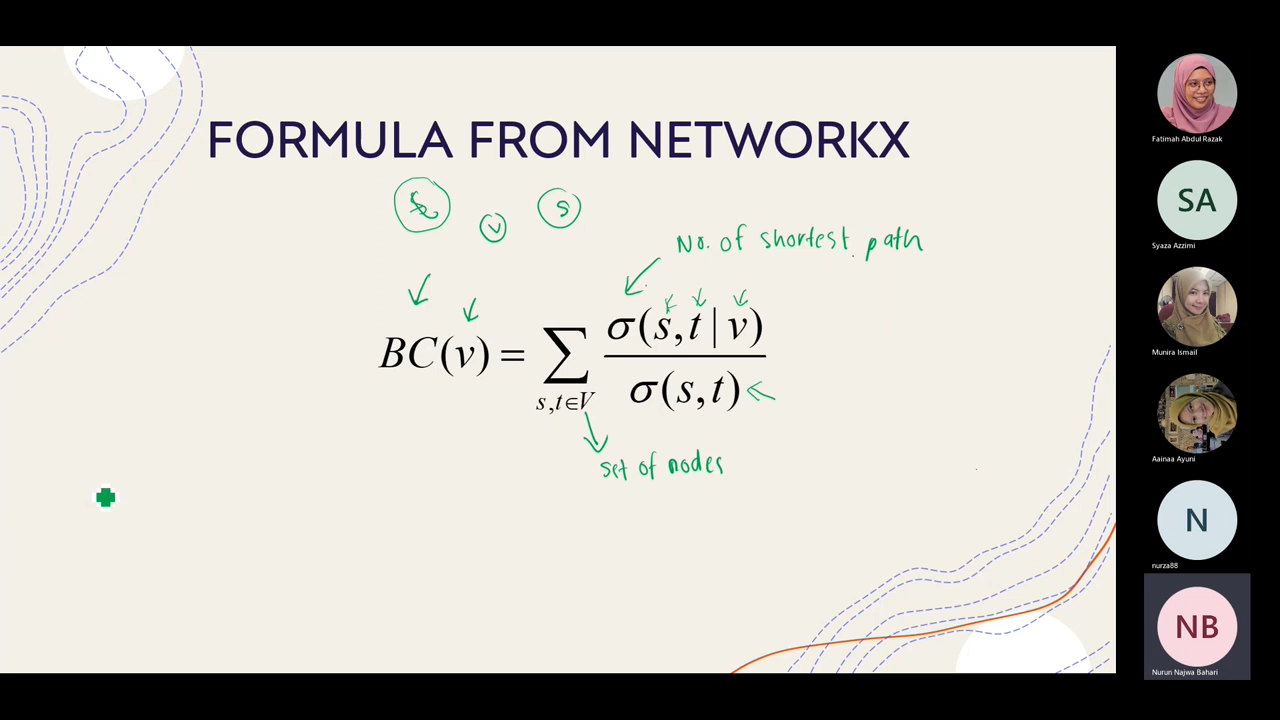 FORMULA FROM NETWORKX
v
s
No. of shortest path
BC(v) = ∑ σ(s,t|v)
s,t∈V σ(s,t)
set of nodes
Fatimah Abdul Razak
SA
Syaza Azzimi
Munira Ismail
Aainaa Ayuni
N
nurza88
NB
Nurun Najwa Bahari